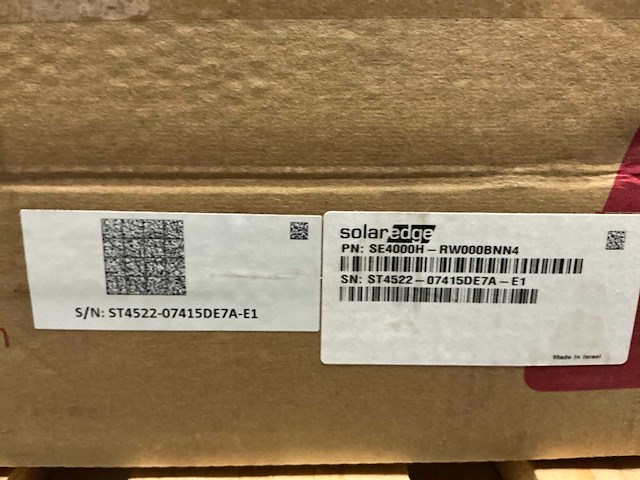 S/N: ST4522-07415DE7A-E1
solaredge
PN: SE4000H-RW000BNN4
SN: ST4522-07415DE7A-E1
Made in Israel